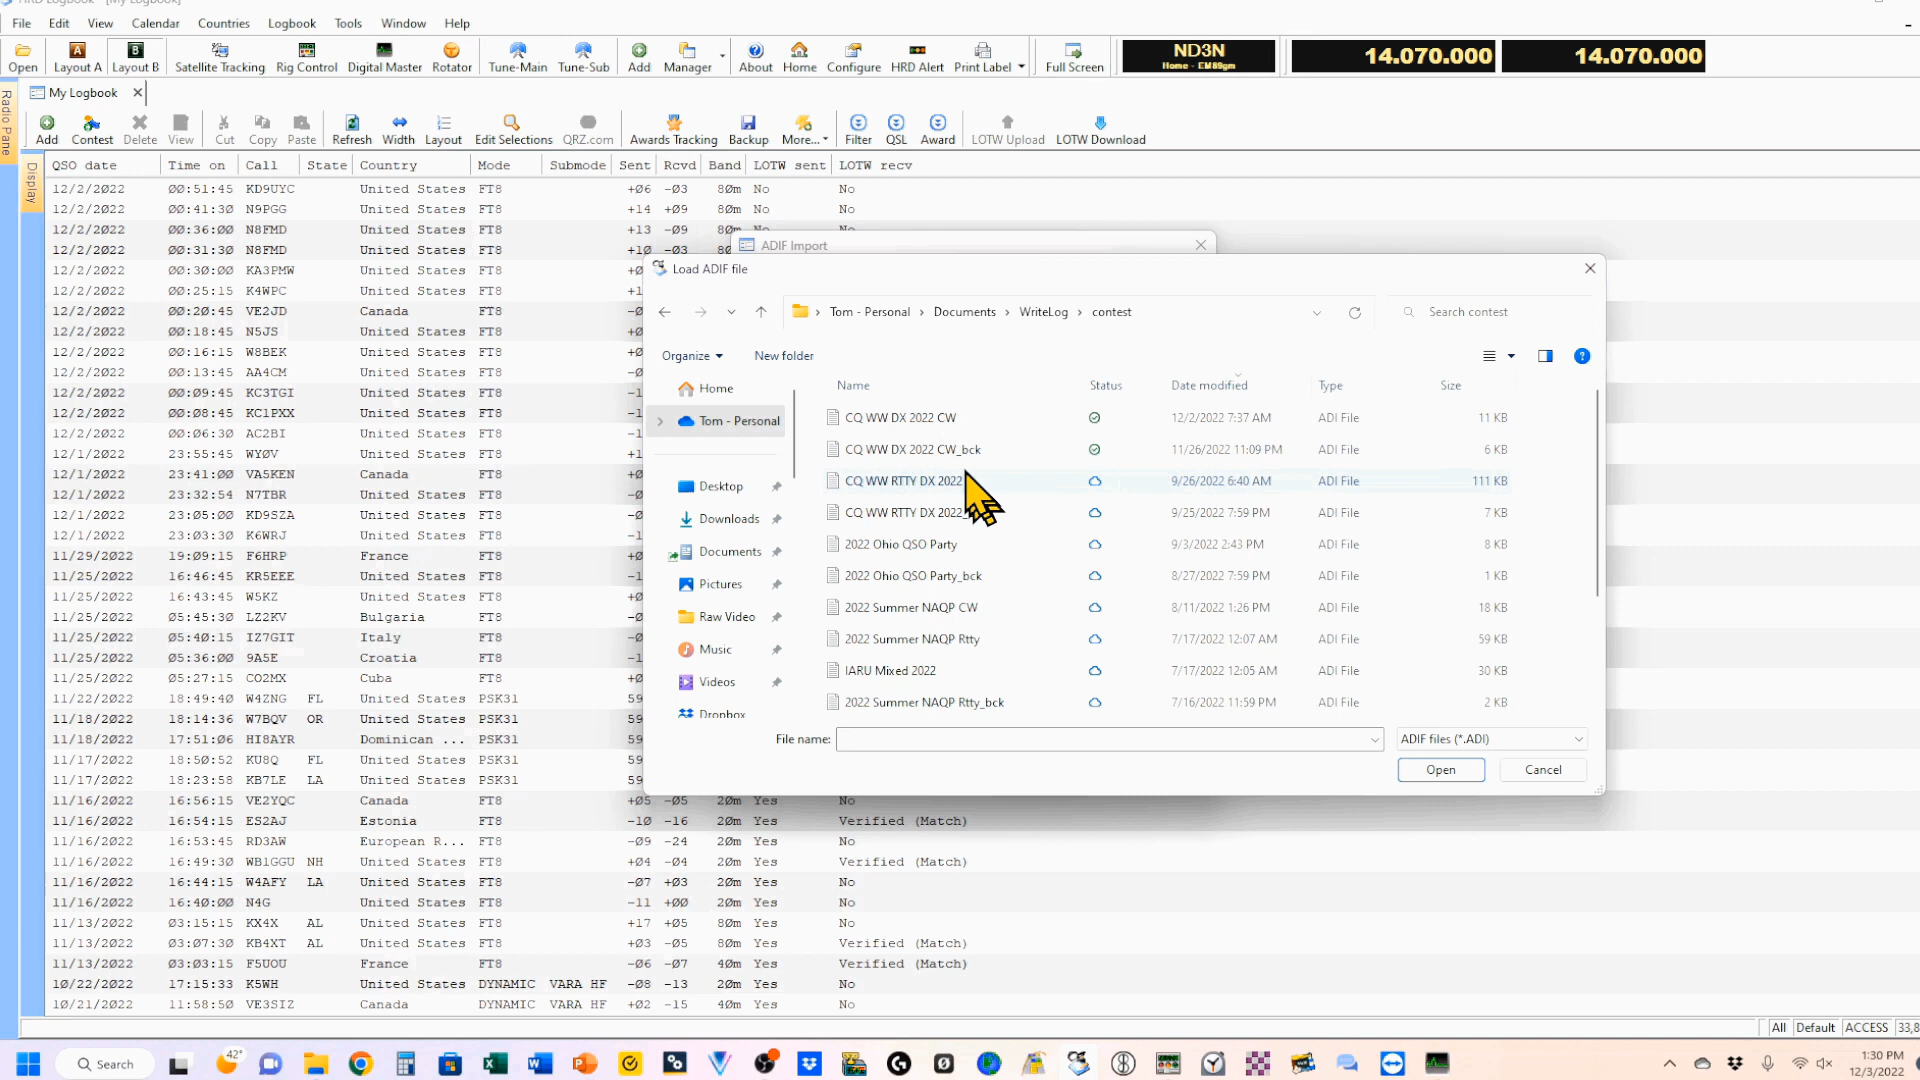 HRD Logbook - [My Logbook]
File Edit View Calendar Countries Logbook Tools Window Help
Open Layout A Layout B Satellite Tracking Rig Control Digital Master Rotator Tune-Main Tune-Sub Add Manager About Home Configure HRD Alert Print Label Full Screen
ND3N 14.070.000 14.070.000
Home - EM89gm
My Logbook
Radio Pane
Add Contest Delete View Cut Copy Paste Refresh Width Layout Edit Selections QRZ.com Awards Tracking Backup More... Filter QSL Award LOTW Upload LOTW Download
Display
QSO date Time on Call State Country Mode Submode Sent Rcvd Band LOTW sent LOTW recv
12/2/2022 00:51:45 KD9UYC United States FT8 +06 -03 80m No No
12/2/2022 00:41:30 N9PGG United States FT8 +14 +09 80m No No
12/2/2022 00:36:00 N8FMD United States FT8 +13 -09 80m No No
12/2/2022 00:31:30 N8FMD United States FT8 +10 -03
12/2/2022 00:30:00 KA3PMW United States FT8
12/2/2022 00:25:15 K4WPC United States FT8
12/2/2022 00:20:45 VE2JD Canada FT8
12/2/2022 00:18:45 N5JS United States FT8
12/2/2022 00:16:15 W8BEK United States FT8
12/2/2022 00:13:45 AA4CM United States FT8
12/2/2022 00:09:45 KC3TGI United States FT8
12/2/2022 00:08:45 KC1PXX United States FT8
12/2/2022 00:06:30 AC2BI United States FT8
12/1/2022 23:55:45 WY0V United States FT8
12/1/2022 23:41:00 VA5KEN Canada FT8
12/1/2022 23:32:54 N7TBR United States FT8
12/1/2022 23:05:00 KD9SZA United States FT8
12/1/2022 23:03:30 K6WRJ United States FT8
11/29/2022 19:09:15 F6HRP France FT8
11/25/2022 16:46:45 KR5EEE United States FT8
11/25/2022 16:43:45 W5KZ United States FT8
11/25/2022 05:45:30 LZ2KV Bulgaria FT8
11/25/2022 05:40:15 IZ7GIT Italy FT8
11/25/2022 05:36:00 9A5E Croatia FT8
11/25/2022 05:27:15 CO2MX Cuba FT8
11/22/2022 18:49:40 W4ZNG FL United States PSK31 59
11/18/2022 18:14:36 W7BQV OR United States PSK31 59
11/18/2022 17:51:06 HI8AYR Dominican ... PSK31 59
11/17/2022 18:50:52 KU8Q FL United States PSK31 59
11/17/2022 18:23:58 KB7LE LA United States PSK31 59
11/16/2022 16:56:15 VE2YQC Canada FT8 +05 -05 20m Yes No
11/16/2022 16:54:15 ES2AJ Estonia FT8 -10 -16 20m Yes Verified (Match)
11/16/2022 16:53:45 RD3AW European R... FT8 -09 -24 20m Yes No
11/16/2022 16:49:30 WB1GGU NH United States FT8 +04 -04 20m Yes Verified (Match)
11/16/2022 16:44:15 W4AFY LA United States FT8 -07 +03 20m Yes No
11/16/2022 16:40:00 N4G United States FT8 -11 +00 20m Yes No
11/13/2022 03:15:15 KX4X AL United States FT8 +17 +05 80m Yes No
11/13/2022 03:07:30 KB4XT AL United States FT8 +03 -05 80m Yes Verified (Match)
11/13/2022 03:03:15 F5UOU France FT8 -06 -07 40m Yes Verified (Match)
10/22/2022 17:15:33 K5WH United States DYNAMIC VARA HF -08 -13 20m Yes No
10/21/2022 11:58:50 VE3SIZ Canada DYNAMIC VARA HF +02 -15 40m Yes No
ADIF Import
Load ADIF file
Tom - Personal > Documents > WriteLog > contest
Search contest
Organize New folder
Home
Tom - Personal
Desktop
Downloads
Documents
Pictures
Raw Video
Music
Videos
Dropbox
Name Status Date modified Type Size
CQ WW DX 2022 CW 12/2/2022 7:37 AM ADI File 11 KB
CQ WW DX 2022 CW_bck 11/26/2022 11:09 PM ADI File 6 KB
CQ WW RTTY DX 2022 9/26/2022 6:40 AM ADI File 111 KB
CQ WW RTTY DX 2022_ 9/25/2022 7:59 PM ADI File 7 KB
2022 Ohio QSO Party 9/3/2022 2:43 PM ADI File 8 KB
2022 Ohio QSO Party_bck 8/27/2022 7:59 PM ADI File 1 KB
2022 Summer NAQP CW 8/11/2022 1:26 PM ADI File 18 KB
2022 Summer NAQP Rtty 7/17/2022 12:07 AM ADI File 59 KB
IARU Mixed 2022 7/17/2022 12:05 AM ADI File 30 KB
2022 Summer NAQP Rtty_bck 7/16/2022 11:59 PM ADI File 2 KB
File name: ADIF files (*.ADI)
Open Cancel
All Default ACCESS 33,8
Search
42°
1:30 PM
12/3/2022